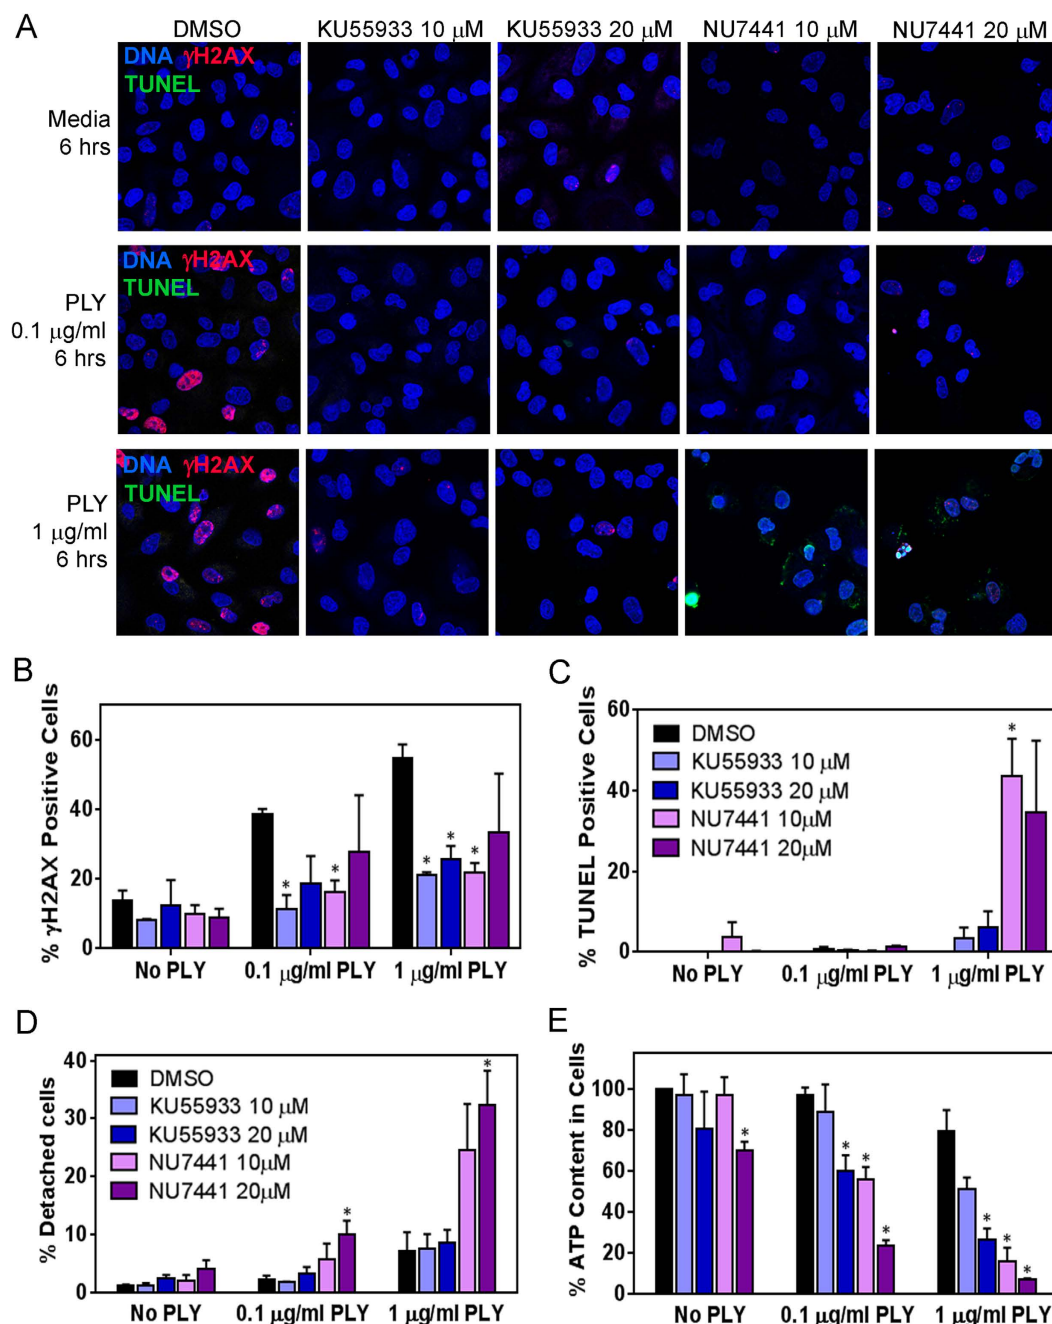 A
DMSO KU55933 10 μM KU55933 20 μM NU7441 10 μM NU7441 20 μM
DNA γH2AX
TUNEL
Media
6 hrs
DNA γH2AX
TUNEL
PLY
0.1 μg/ml
6 hrs
DNA γH2AX
TUNEL
PLY
1 μg/ml
6 hrs
B
% γH2AX Positive Cells
60
40
20
0
* * * * *
No PLY 0.1 μg/ml PLY 1 μg/ml PLY
C
% TUNEL Positive Cells
60
40
20
0
DMSO
KU55933 10 μM
KU55933 20 μM
NU7441 10μM
NU7441 20μM
*
No PLY 0.1 μg/ml PLY 1 μg/ml PLY
D
% Detached cells
40
30
20
10
0
DMSO
KU55933 10 μM
KU55933 20 μM
NU7441 10μM
NU7441 20μM
* *
No PLY 0.1 μg/ml PLY 1 μg/ml PLY
E
% ATP Content in Cells
100
80
60
40
20
0
* * * * * * *
No PLY 0.1 μg/ml PLY 1 μg/ml PLY